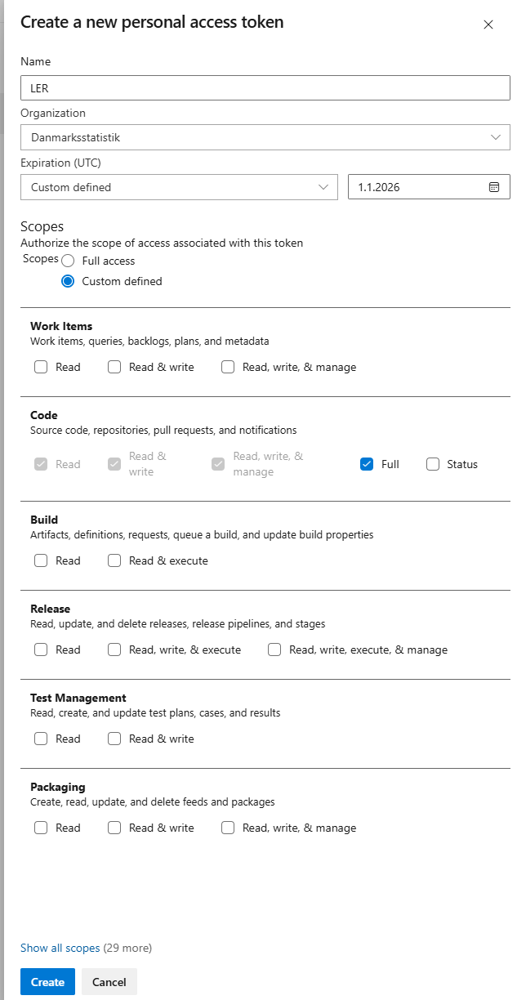 Create a new personal access token
Name
LER
Organization
Danmarksstatistik
Expiration (UTC)
Custom defined
1.1.2026
Scopes
Authorize the scope of access associated with this token
Scopes
Full access
Custom defined
Work Items
Work items, queries, backlogs, plans, and metadata
Read Read & write Read, write, & manage
Code
Source code, repositories, pull requests, and notifications
Read Read & write Read, write, & manage Full Status
Build
Artifacts, definitions, requests, queue a build, and update build properties
Read Read & execute
Release
Read, update, and delete releases, release pipelines, and stages
Read Read, write, & execute Read, write, execute, & manage
Test Management
Read, create, and update test plans, cases, and results
Read Read & write
Packaging
Create, read, update, and delete feeds and packages
Read Read & write Read, write, & manage
Show all scopes (29 more)
Create Cancel